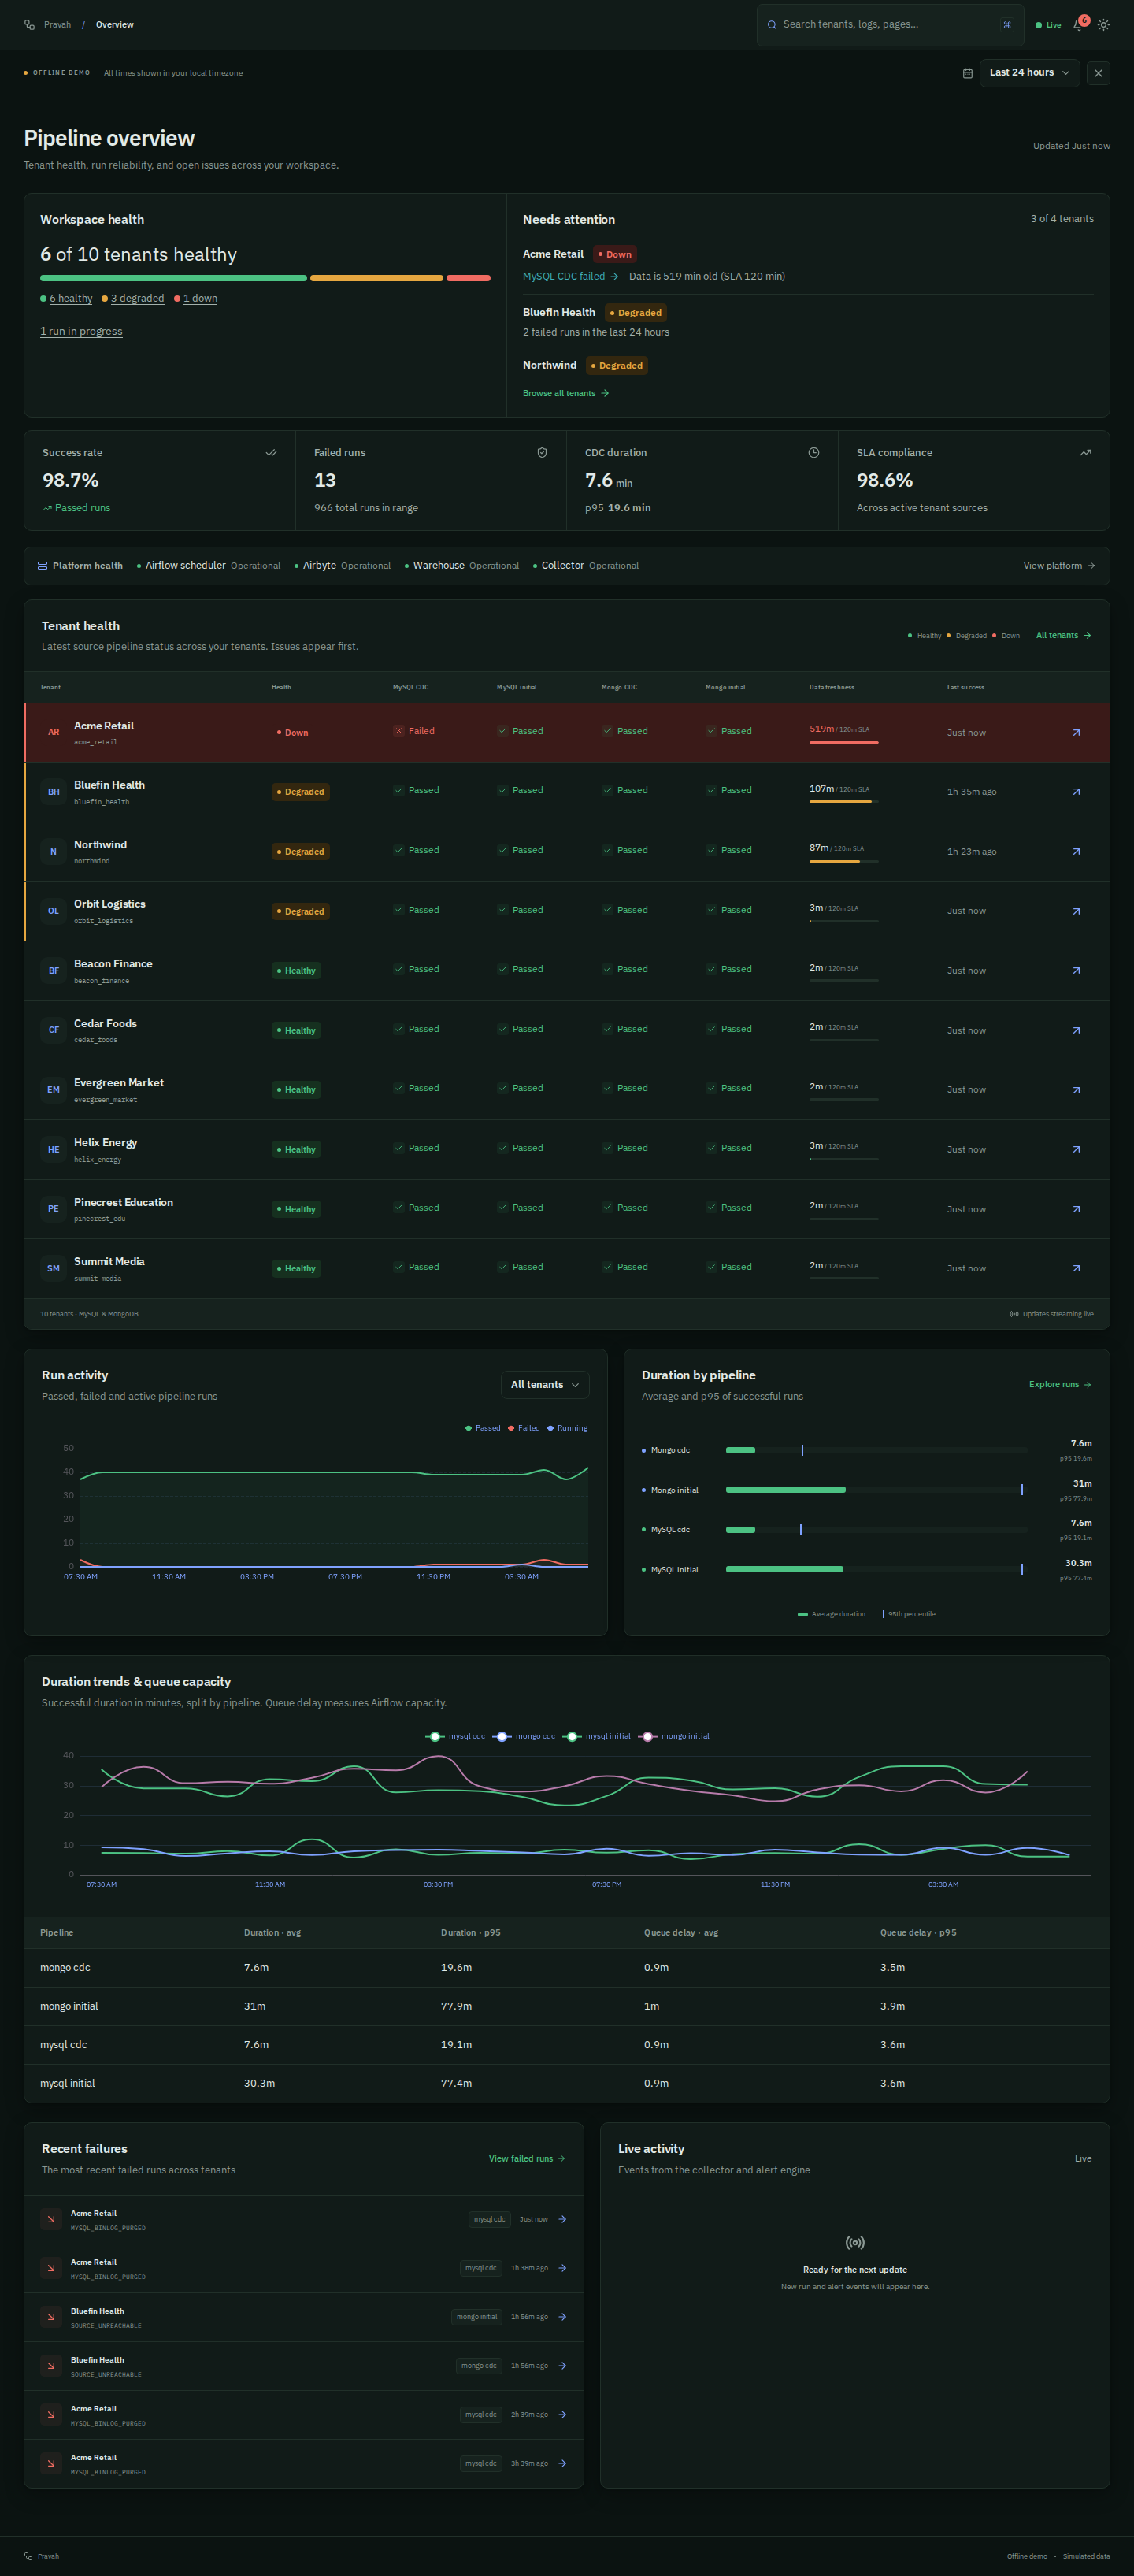 Pravah / Overview
Search tenants, logs, pages... ⌘
Live 6
OFFLINE DEMO All times shown in your local timezone
Last 24 hours
Pipeline overview
Updated Just now
Tenant health, run reliability, and open issues across your workspace.
Workspace health
6 of 10 tenants healthy
6 healthy 3 degraded 1 down
1 run in progress
Needs attention 3 of 4 tenants
Acme Retail Down
MySQL CDC failed → Data is 519 min old (SLA 120 min)
Bluefin Health Degraded
2 failed runs in the last 24 hours
Northwind Degraded
Browse all tenants →
Success rate
98.7%
Passed runs
Failed runs
13
966 total runs in range
CDC duration
7.6 min
p95 19.6 min
SLA compliance
98.6%
Across active tenant sources
Platform health Airflow scheduler Operational Airbyte Operational Warehouse Operational Collector Operational View platform →
Tenant health
Latest source pipeline status across your tenants. Issues appear first.
Healthy Degraded Down All tenants →
Tenant Health MySQL CDC MySQL initial Mongo CDC Mongo initial Data freshness Last success
AR Acme Retail acme_retail Down Failed Passed Passed Passed 519m / 120m SLA Just now
BH Bluefin Health bluefin_health Degraded Passed Passed Passed Passed 107m / 120m SLA 1h 35m ago
N Northwind northwind Degraded Passed Passed Passed Passed 87m / 120m SLA 1h 23m ago
OL Orbit Logistics orbit_logistics Degraded Passed Passed Passed Passed 3m / 120m SLA Just now
BF Beacon Finance beacon_finance Healthy Passed Passed Passed Passed 2m / 120m SLA Just now
CF Cedar Foods cedar_foods Healthy Passed Passed Passed Passed 2m / 120m SLA Just now
EM Evergreen Market evergreen_market Healthy Passed Passed Passed Passed 2m / 120m SLA Just now
HE Helix Energy helix_energy Healthy Passed Passed Passed Passed 3m / 120m SLA Just now
PE Pinecrest Education pinecrest_edu Healthy Passed Passed Passed Passed 2m / 120m SLA Just now
SM Summit Media summit_media Healthy Passed Passed Passed Passed 2m / 120m SLA Just now
10 tenants · MySQL & MongoDB Updates streaming live
Run activity
Passed, failed and active pipeline runs
All tenants
Passed Failed Running
50
40
30
20
10
0
07:30 AM 11:30 AM 03:30 PM 07:30 PM 11:30 PM 03:30 AM
Duration by pipeline
Average and p95 of successful runs
Explore runs →
Mongo cdc 7.6m
p95 19.6m
Mongo initial 31m
p95 77.9m
MySQL cdc 7.6m
p95 19.1m
MySQL initial 30.3m
p95 77.4m
Average duration 95th percentile
Duration trends & queue capacity
Successful duration in minutes, split by pipeline. Queue delay measures Airflow capacity.
mysql cdc mongo cdc mysql initial mongo initial
40
30
20
10
0
07:30 AM 11:30 AM 03:30 PM 07:30 PM 11:30 PM 03:30 AM
Pipeline Duration · avg Duration · p95 Queue delay · avg Queue delay · p95
mongo cdc 7.6m 19.6m 0.9m 3.5m
mongo initial 31m 77.9m 1m 3.9m
mysql cdc 7.6m 19.1m 0.9m 3.6m
mysql initial 30.3m 77.4m 0.9m 3.6m
Recent failures
The most recent failed runs across tenants
View failed runs →
Acme Retail
MYSQL_BINLOG_PURGED mysql cdc Just now
Acme Retail
MYSQL_BINLOG_PURGED mysql cdc 1h 38m ago
Bluefin Health
SOURCE_UNREACHABLE mongo initial 1h 56m ago
Bluefin Health
SOURCE_UNREACHABLE mongo cdc 1h 56m ago
Acme Retail
MYSQL_BINLOG_PURGED mysql cdc 2h 39m ago
Acme Retail
MYSQL_BINLOG_PURGED mysql cdc 3h 39m ago
Live activity
Events from the collector and alert engine
Live
Ready for the next update
New run and alert events will appear here.
Pravah Offline demo · Simulated data